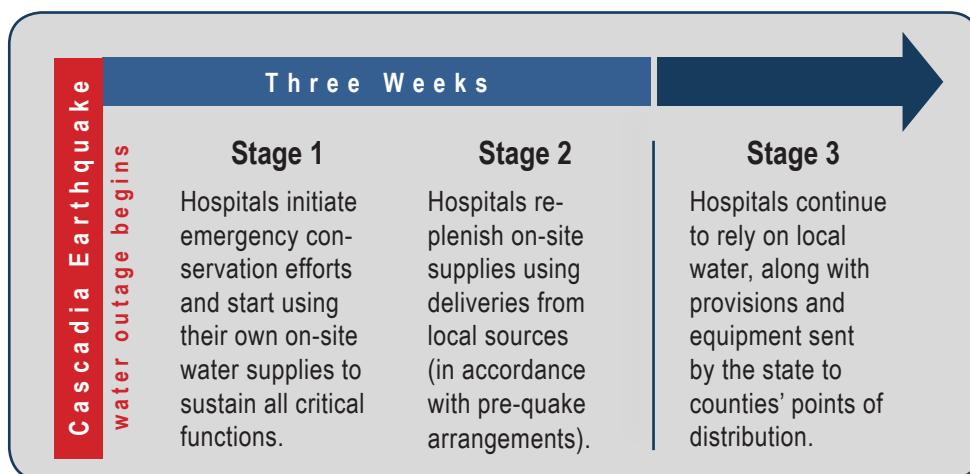 Cascadia Earthquake
water outage begins
Three Weeks
Stage 1
Hospitals initiate
emergency con-
servation efforts
and start using
their own on-site
water supplies to
sustain all critical
functions.
Stage 2
Hospitals re-
plenish on-site
supplies using
deliveries from
local sources
(in accordance
with pre-quake
arrangements).
Stage 3
Hospitals continue
to rely on local
water, along with
provisions and
equipment sent
by the state to
counties’ points of
distribution.